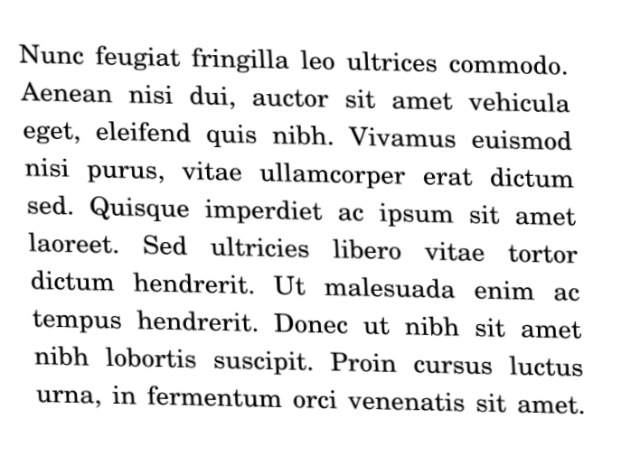 Nunc feugiat fringilla leo ultrices commodo.
Aenean nisi dui, auctor sit amet vehicula
eget, eleifend quis nibh. Vivamus euismod
nisi purus, vitae ullamcorper erat dictum
sed. Quisque imperdiet ac ipsum sit amet
laoreet. Sed ultricies libero vitae tortor
dictum hendrerit. Ut malesuada enim ac
tempus hendrerit. Donec ut nibh sit amet
nibh lobortis suscipit. Proin cursus luctus
urna, in fermentum orci venenatis sit amet.